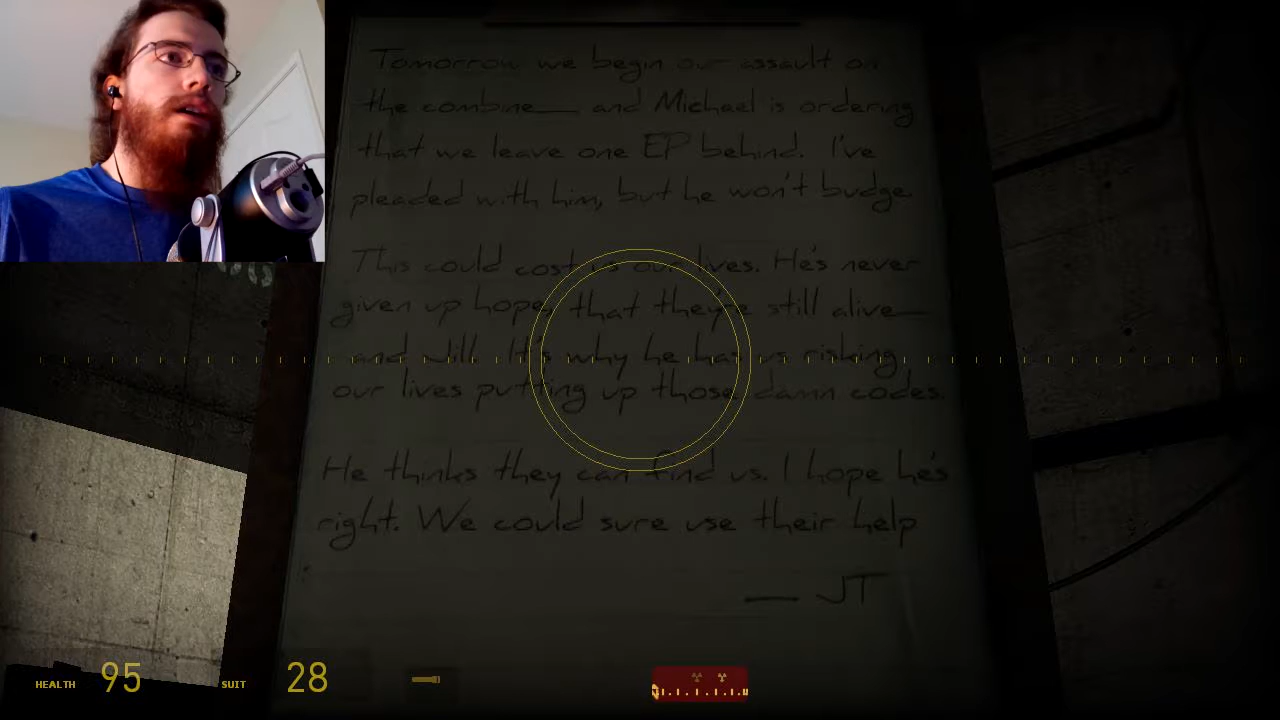 Tomorrow we begin our assault on
the combine— and Michael is ordering
that we leave one EP behind. I've
pleaded with him, but he won't budge
This could cost us our lives. He's never
given up hope, that they're still alive—
and Jill. It's why he has us risking
our lives putting up those damn codes.
He thinks they can find us. I hope he's
right. We could sure use their help
— JT
HEALTH 95 SUIT 28